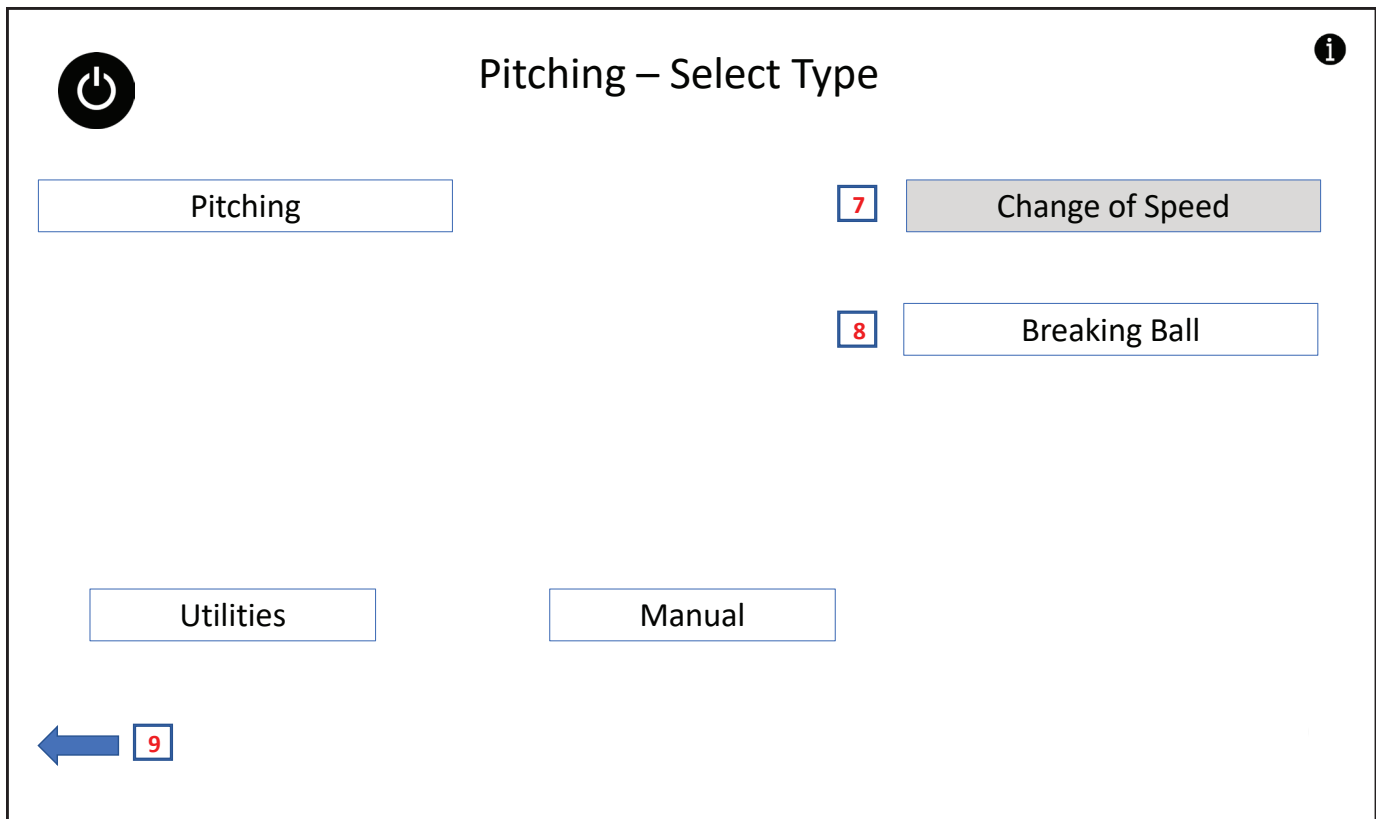 Pitching – Select Type
Pitching
7
Change of Speed
8
Breaking Ball
Utilities
Manual
9